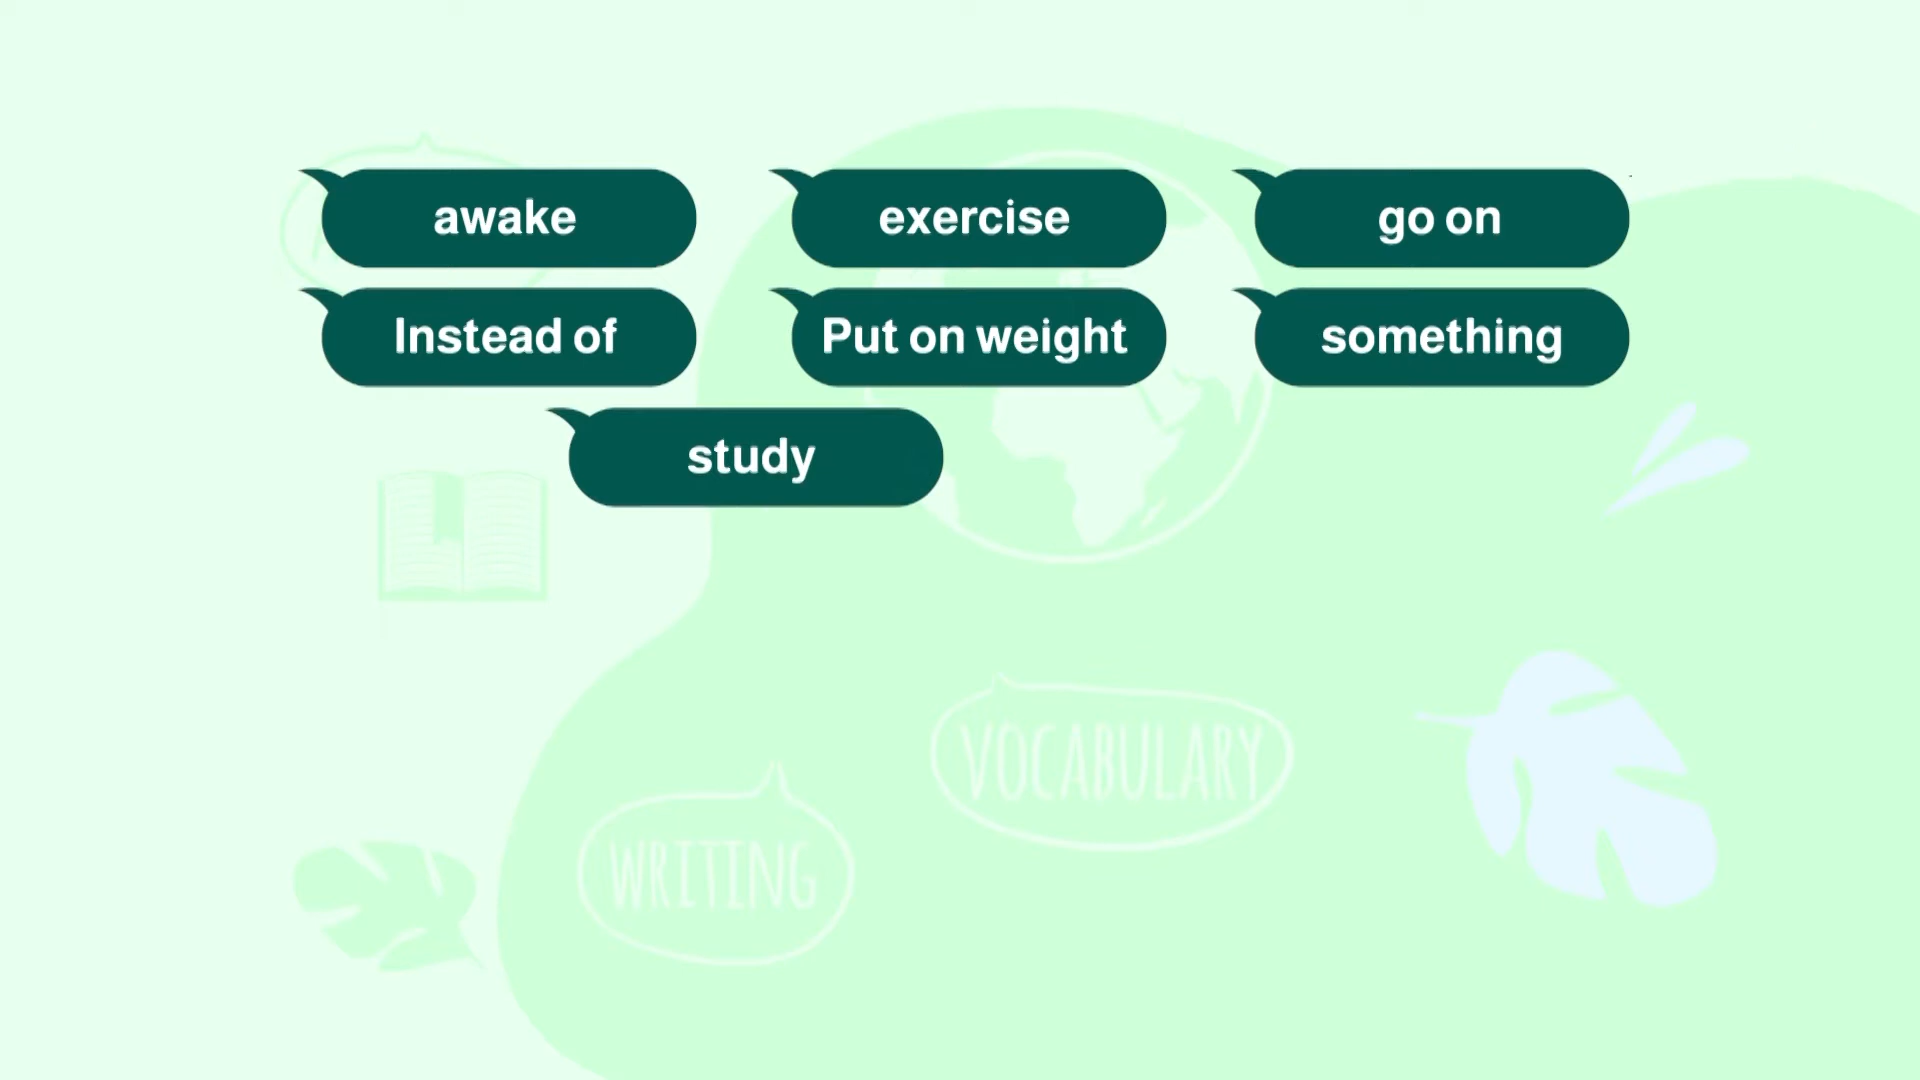 awake
exercise
go on
Instead of
Put on weight
something
study
VOCABULARY
WRITING